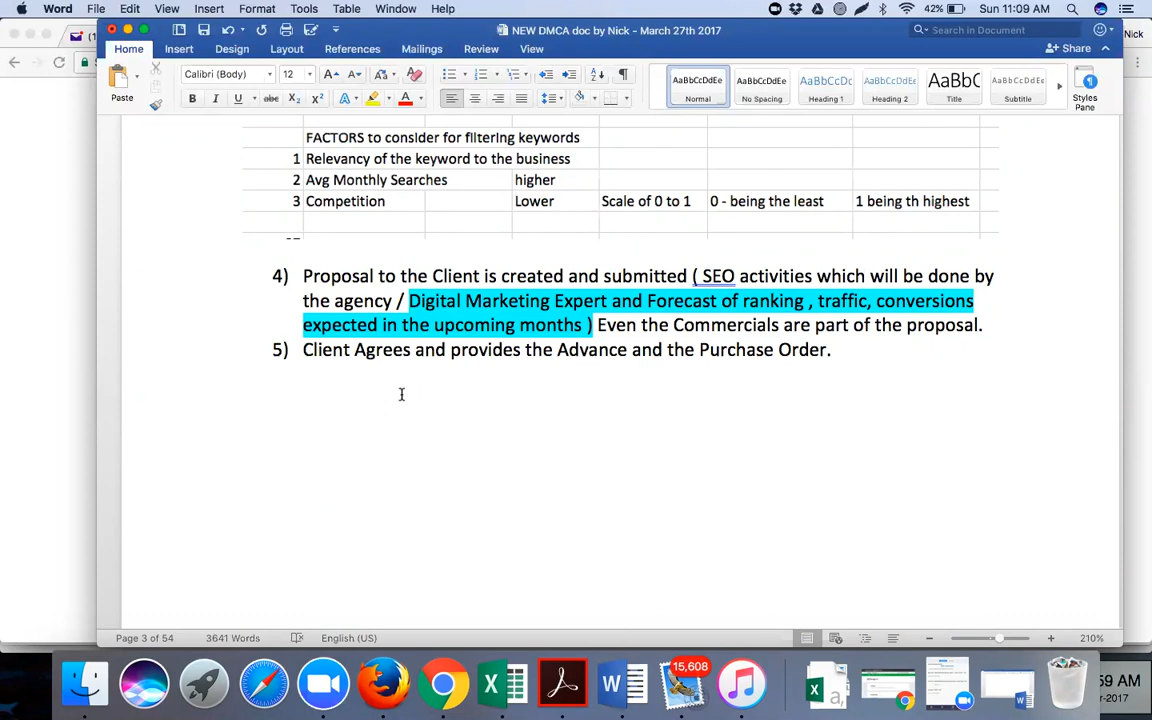 Word File Edit View Insert Format Tools Table Window Help 42% Sun 11:09 AM
NEW DMCA doc by Nick - March 27th 2017 Search in Document Nick
Home Insert Design Layout References Mailings Review View Share
Calibri (Body) 12 AaBbCcDdEe AaBbCcDdEe AaBbCcDc AaBbCcDdEe AaBbC AaBbCcDdEe
Paste B I U abc X₂ X² A A Normal No Spacing Heading 1 Heading 2 Title Subtitle Styles Pane
FACTORS to consider for filtering keywords
1 Relevancy of the keyword to the business
2 Avg Monthly Searches higher
3 Competition Lower Scale of 0 to 1 0 - being the least 1 being th highest
4) Proposal to the Client is created and submitted ( SEO activities which will be done by
the agency / Digital Marketing Expert and Forecast of ranking , traffic, conversions
expected in the upcoming months ) Even the Commercials are part of the proposal.
5) Client Agrees and provides the Advance and the Purchase Order.
Page 3 of 54 3641 Words English (US) 210%
15,608
59 AM
r-2017